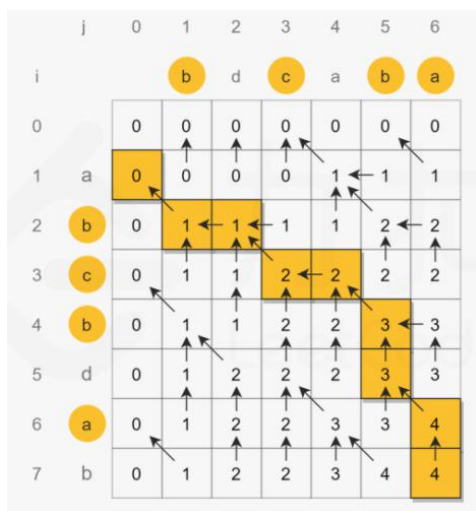 j 0 1 2 3 4 5 6
i b d c a b a
0 0 0 0 0 0 0 0
1 a 0 0 0 0 1 1 1
2 b 0 1 1 1 1 2 2
3 c 0 1 1 2 2 2 2
4 b 0 1 1 2 2 3 3
5 d 0 1 2 2 2 3 3
6 a 0 1 2 2 3 3 4
7 b 0 1 2 2 3 4 4